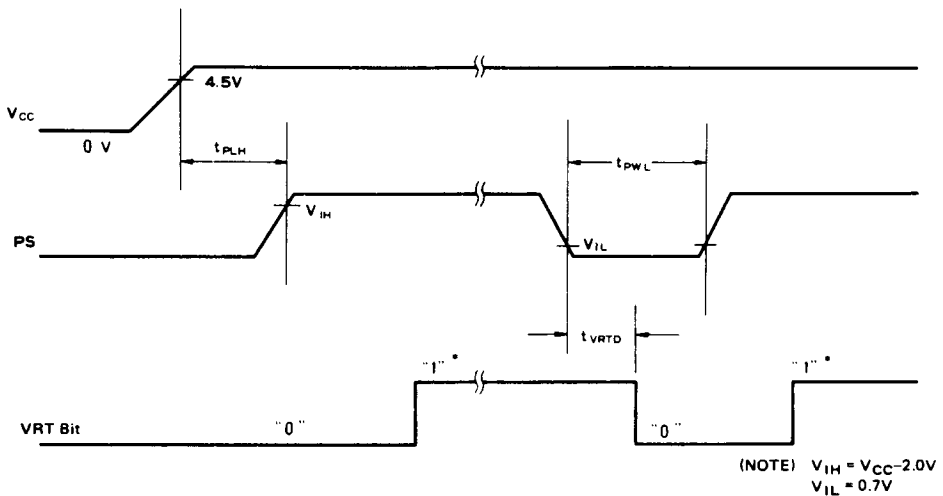 4.5V
VCC
0 V
tPLH
tPWL
VIH
PS
VIL
tVRTD
"1" *
"1" *
VRT Bit
"0"
"0"
(NOTE) VIH = VCC–2.0V
VIL = 0.7V